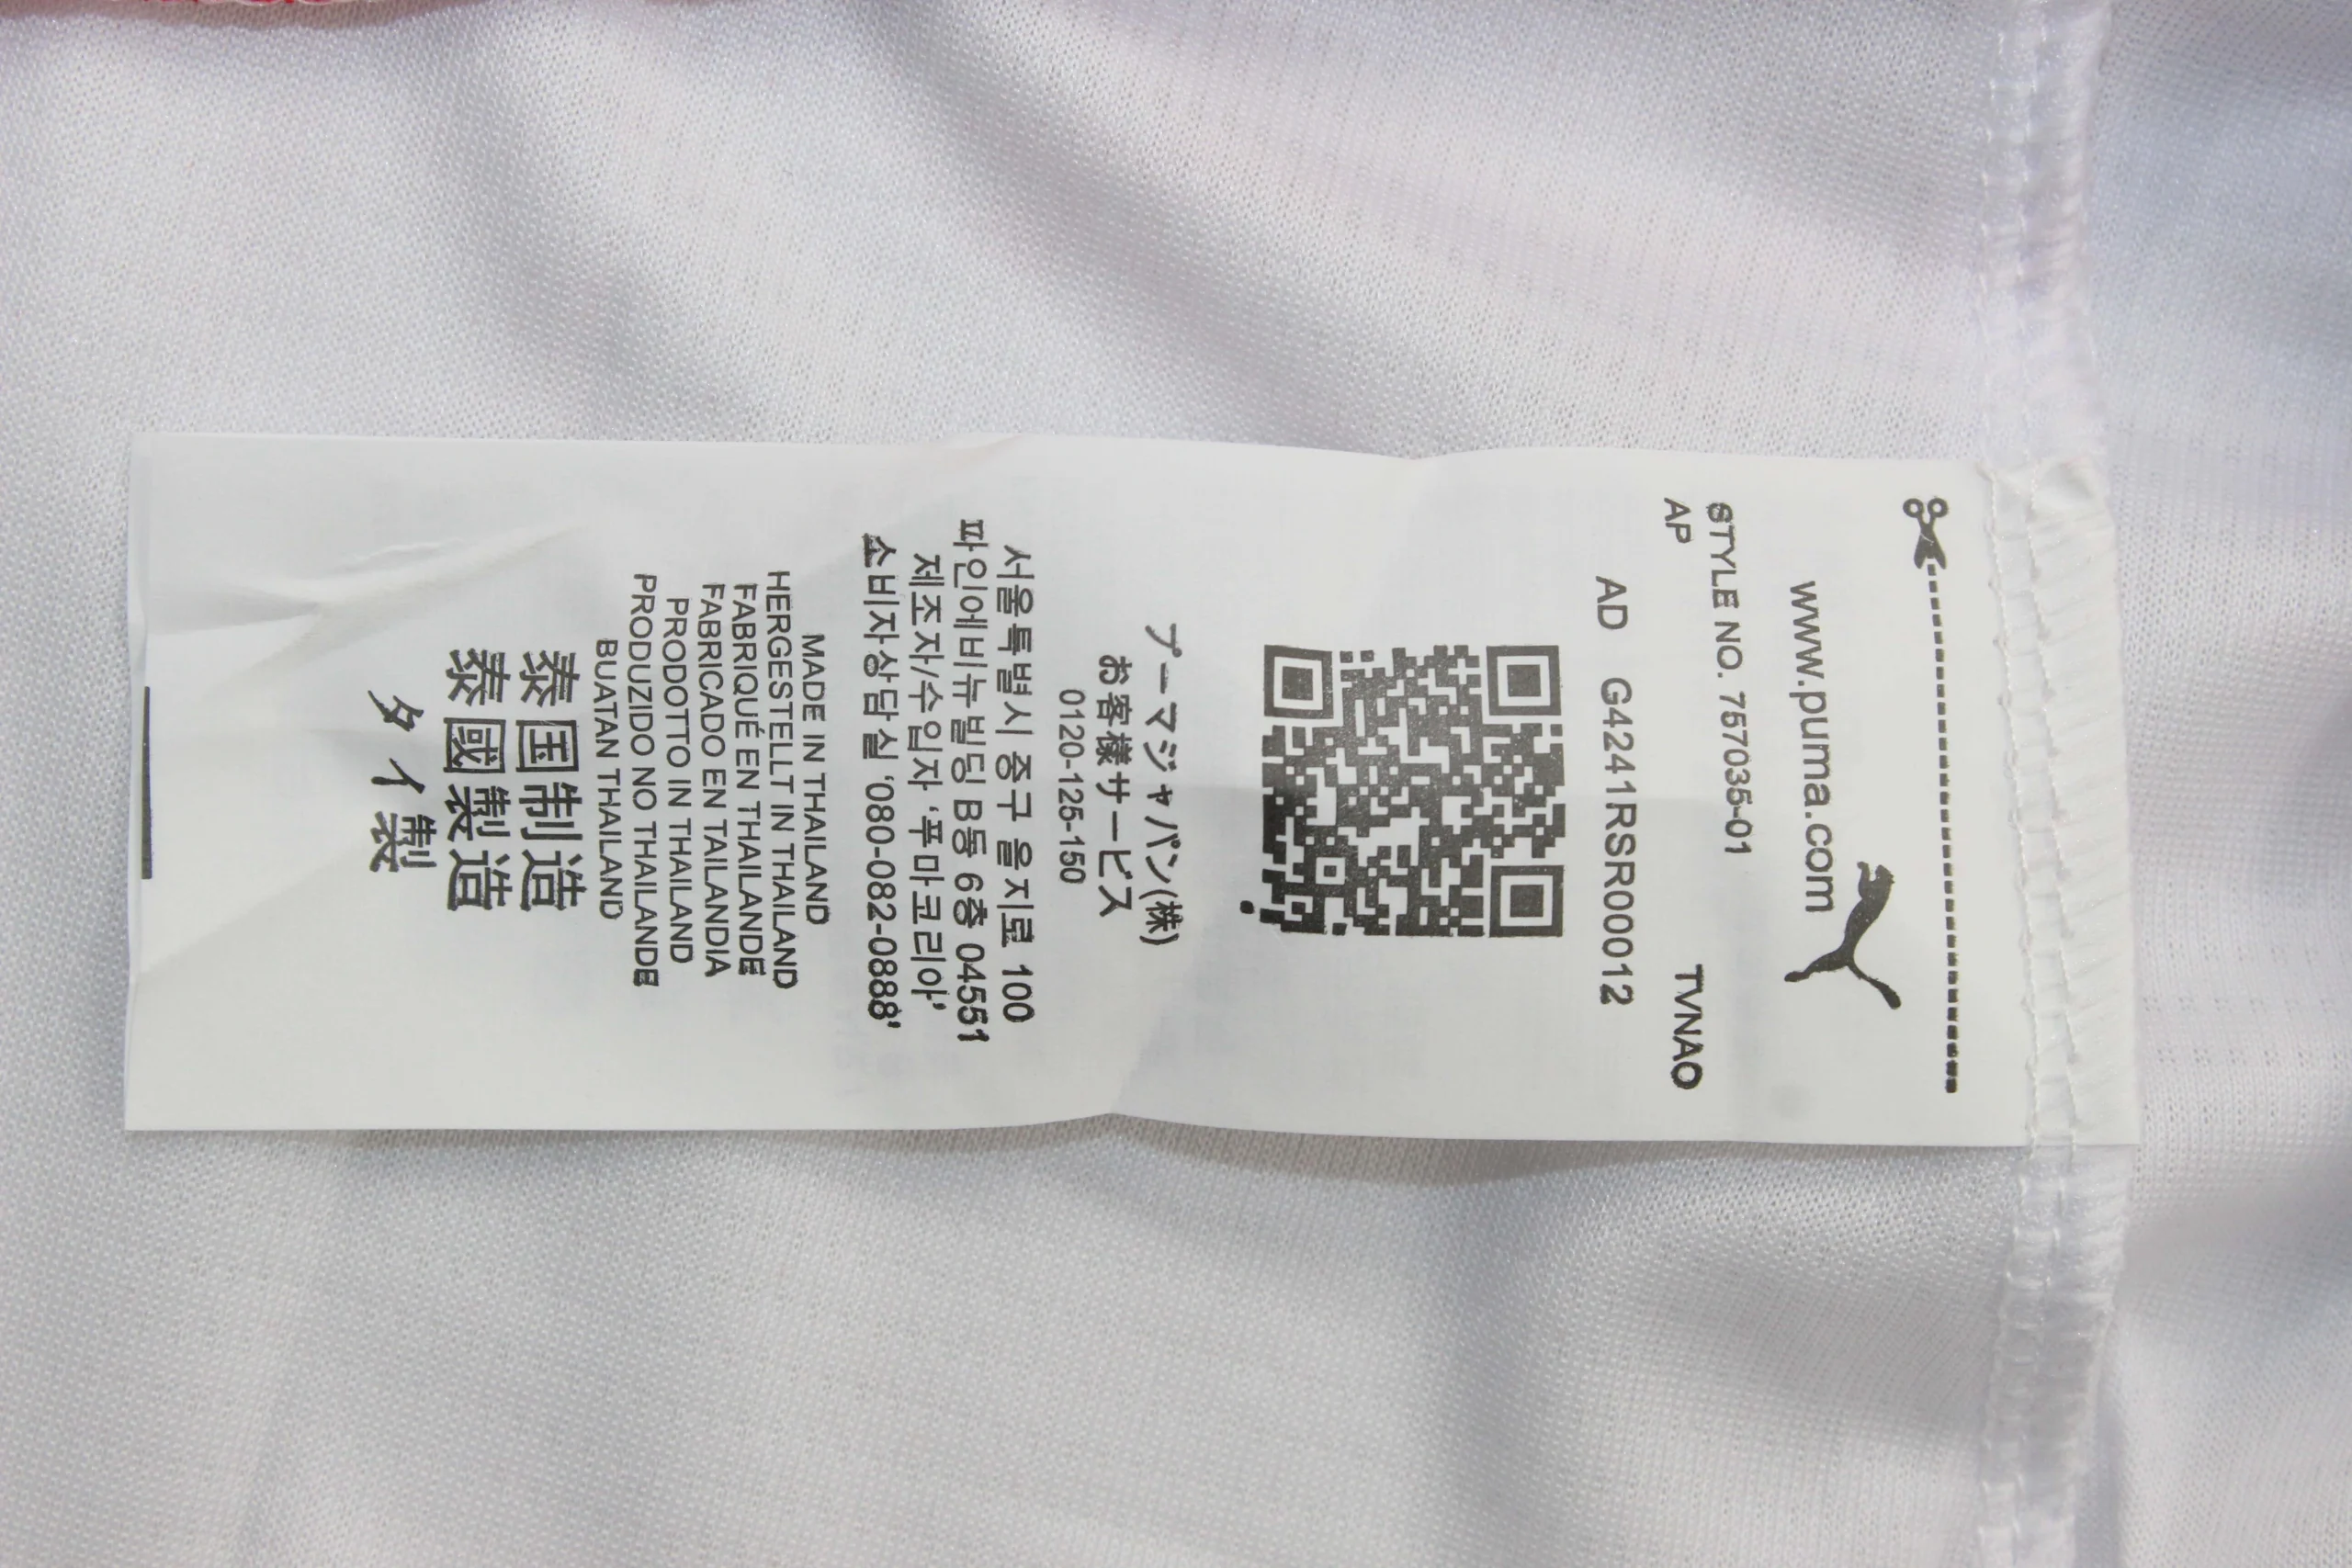 www.puma.com
STYLE NO. 757035-01
AP TVNAO
AD G4241RSR00012
プーマジャパン(株)
お客様サービス
0120-125-150
서울특별시 중구 을지로 100
파인에비뉴빌딩 B동 6층 04551
제조자/수입자 '푸마코리아'
소비자상담실 '080-082-0888'
MADE IN THAILAND
HERGESTELLT IN THAILAND
FABRIQUÉ EN THAILANDE
FABRICADO EN TAILANDIA
PRODOTTO IN THAILAND
PRODUZIDO NO THAILANDE
BUATAN THAILAND
泰国制造
泰國製造
タイ製